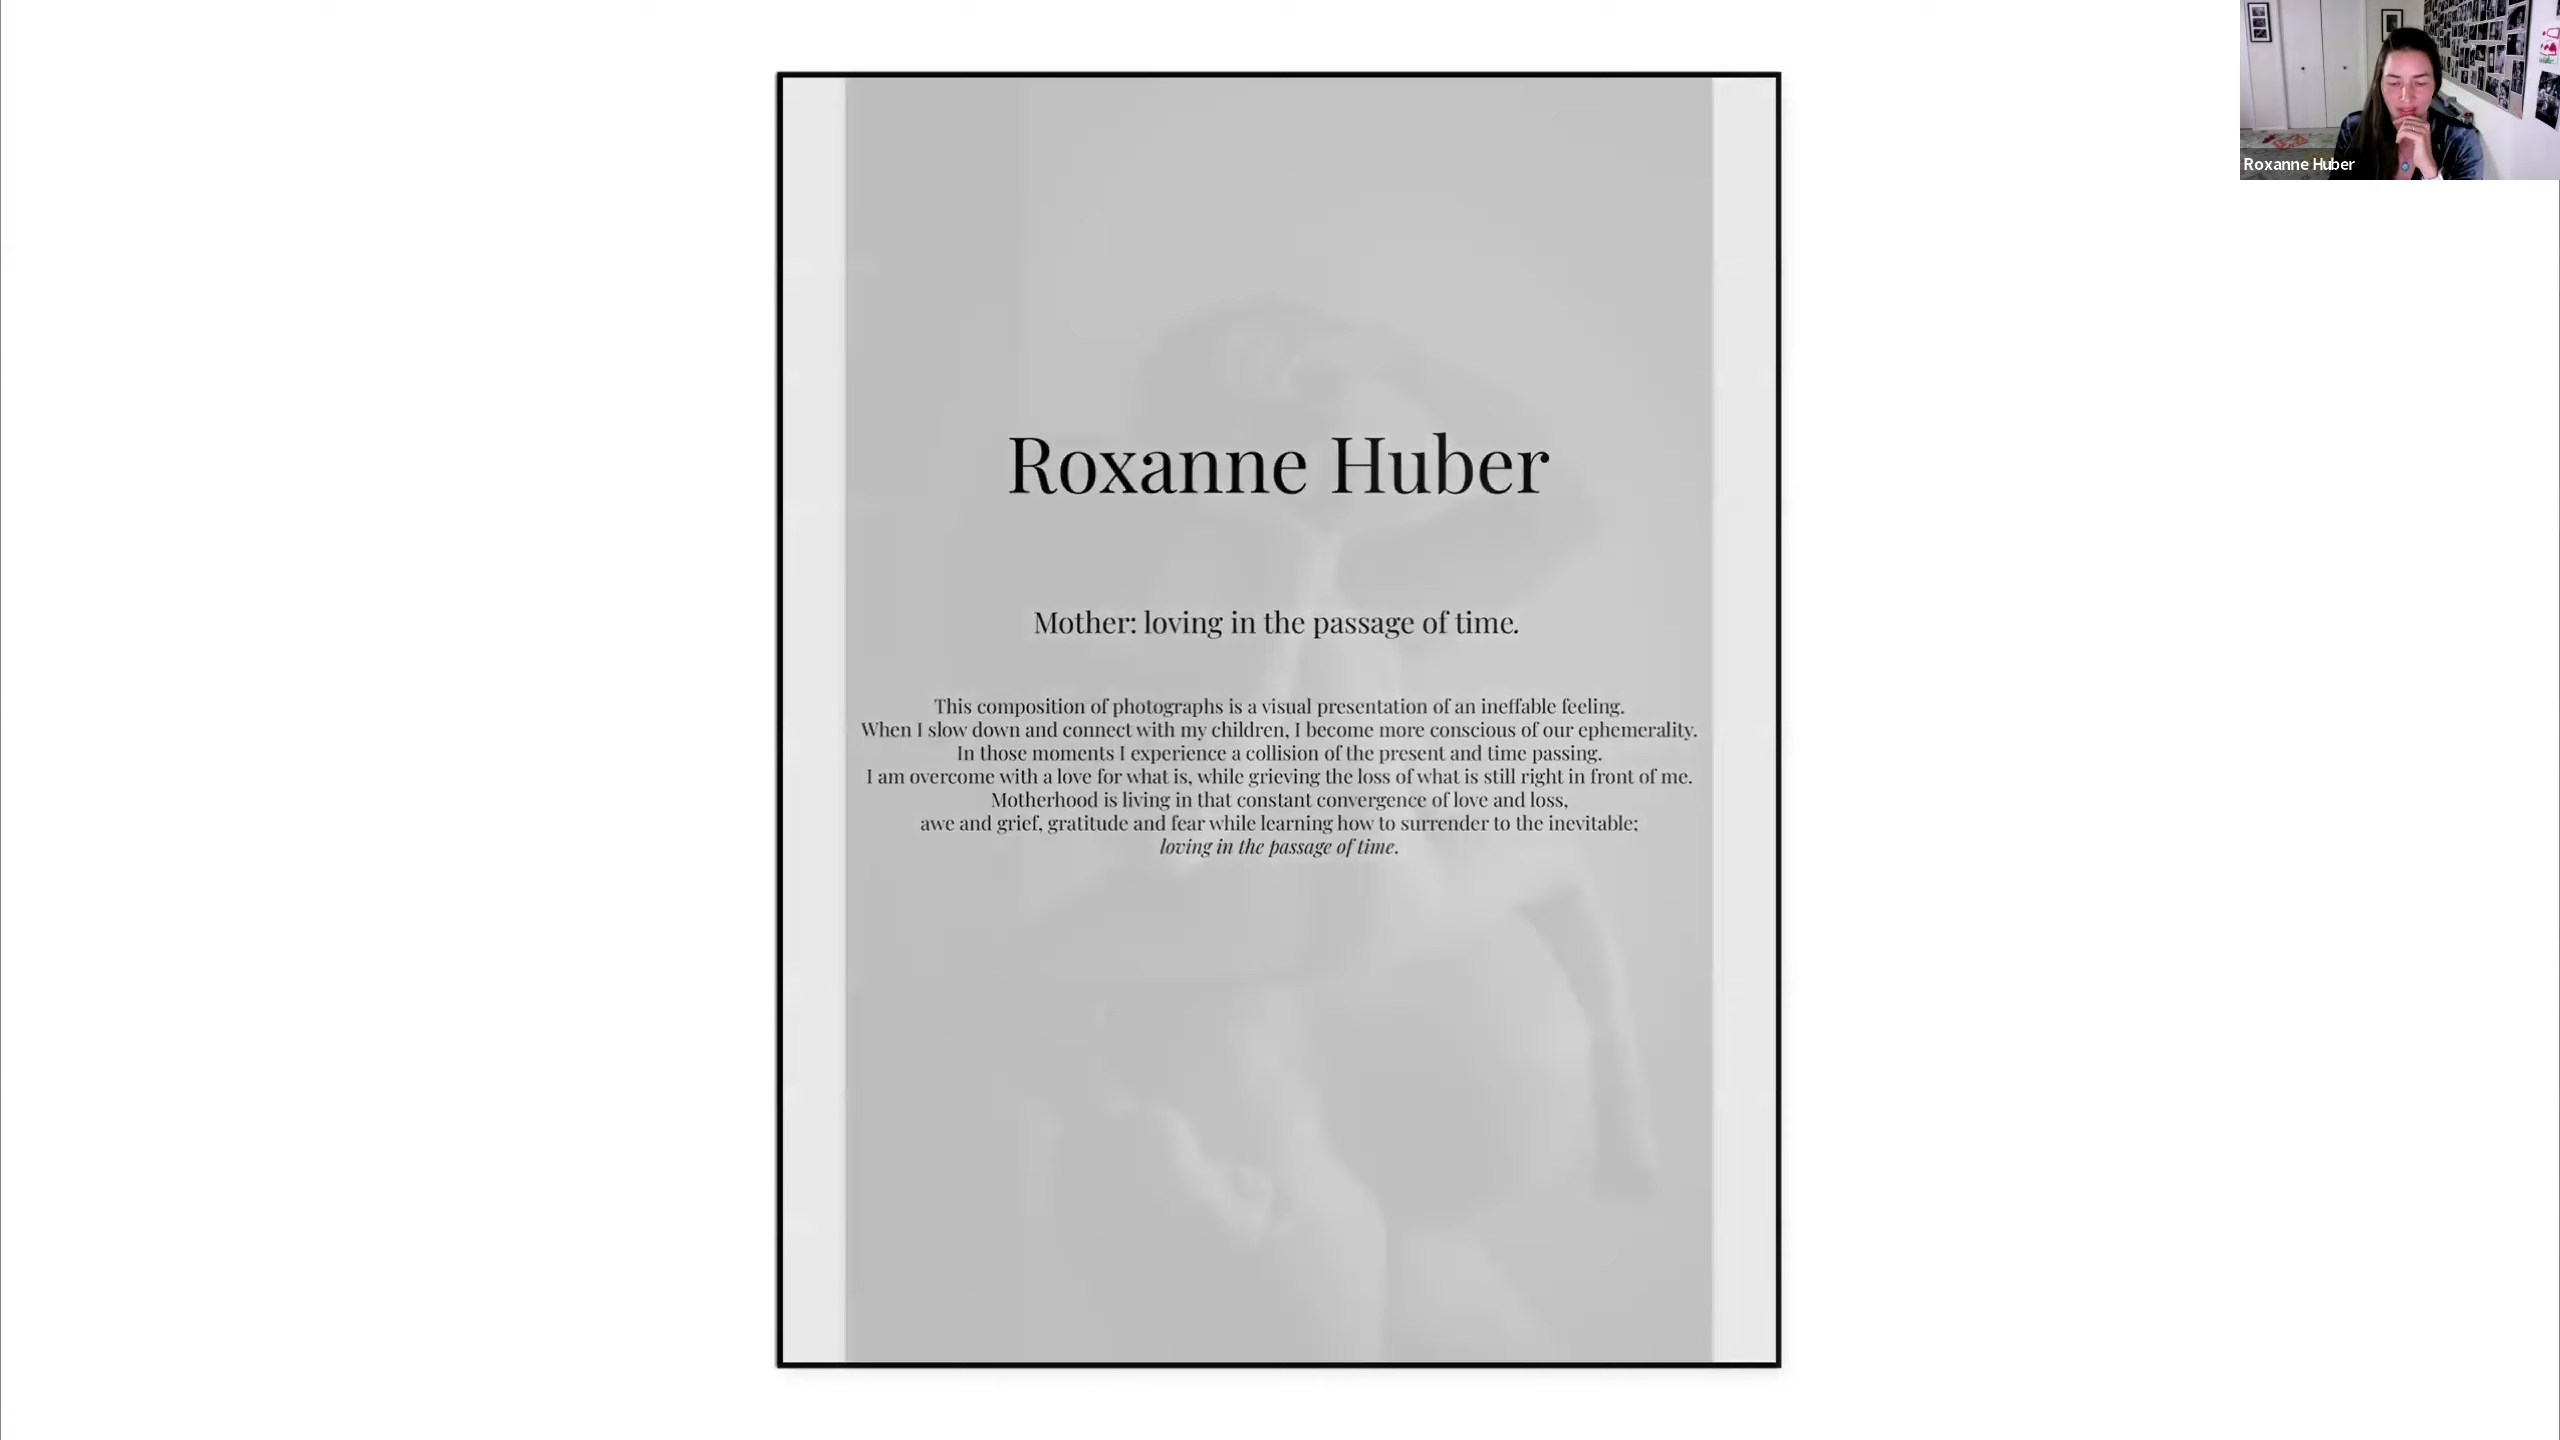 Roxanne Huber
Roxanne Huber
Mother: loving in the passage of time.
This composition of photographs is a visual presentation of an ineffable feeling.
When I slow down and connect with my children, I become more conscious of our ephemerality.
In those moments I experience a collision of the present and time passing.
I am overcome with a love for what is, while grieving the loss of what is still right in front of me.
Motherhood is living in that constant convergence of love and loss,
awe and grief, gratitude and fear while learning how to surrender to the inevitable;
loving in the passage of time.